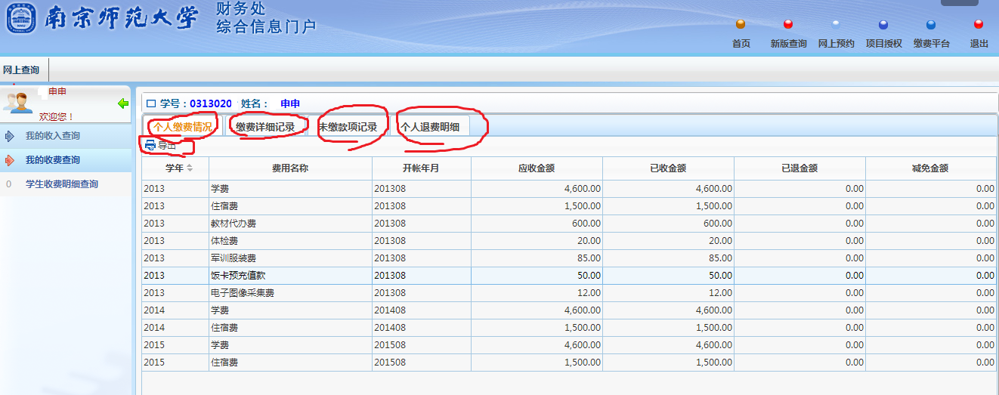 南京师范大学
财务处
综合信息门户
首页 新版查询 网上预约 项目授权 缴费平台 退出
网上查询
申申
欢迎您！
我的收入查询
我的收费查询
0 学生收费明细查询
学号：0313020 姓名： 申申
个人缴费情况 缴费详细记录 未缴款项记录 个人退费明细
导出
学年 费用名称 开帐年月 应收金额 已收金额 已退金额 减免金额
2013 学费 201308 4,600.00 4,600.00 0.00 0.00
2013 住宿费 201308 1,500.00 1,500.00 0.00 0.00
2013 教材代办费 201308 600.00 600.00 0.00 0.00
2013 体检费 201308 20.00 20.00 0.00 0.00
2013 军训服装费 201308 85.00 85.00 0.00 0.00
2013 饭卡预充值款 201308 50.00 50.00 0.00 0.00
2013 电子图像采集费 201308 12.00 12.00 0.00 0.00
2014 学费 201408 4,600.00 4,600.00 0.00 0.00
2014 住宿费 201408 1,500.00 1,500.00 0.00 0.00
2015 学费 201508 4,600.00 4,600.00 0.00 0.00
2015 住宿费 201508 1,500.00 1,500.00 0.00 0.00